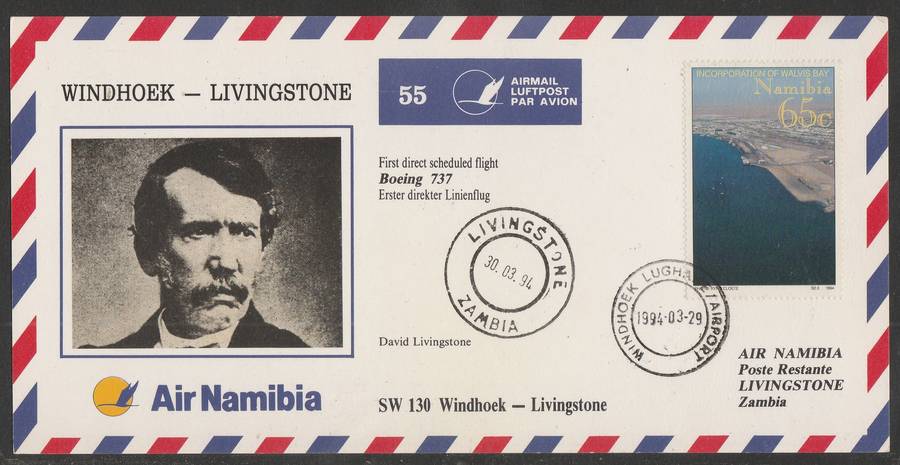 WINDHOEK — LIVINGSTONE
55
AIRMAIL
LUFTPOST
PAR AVION
INCORPORATION OF WALVIS BAY
Namibia
65c
First direct scheduled flight
Boeing 737
Erster direkter Linienflug
LIVINGSTONE
30.03.94
ZAMBIA
WINDHOEK LUGHAWE/AIRPORT
1994-03-29
David Livingstone
AIR NAMIBIA
Poste Restante
LIVINGSTONE
Zambia
Air Namibia
SW 130 Windhoek — Livingstone